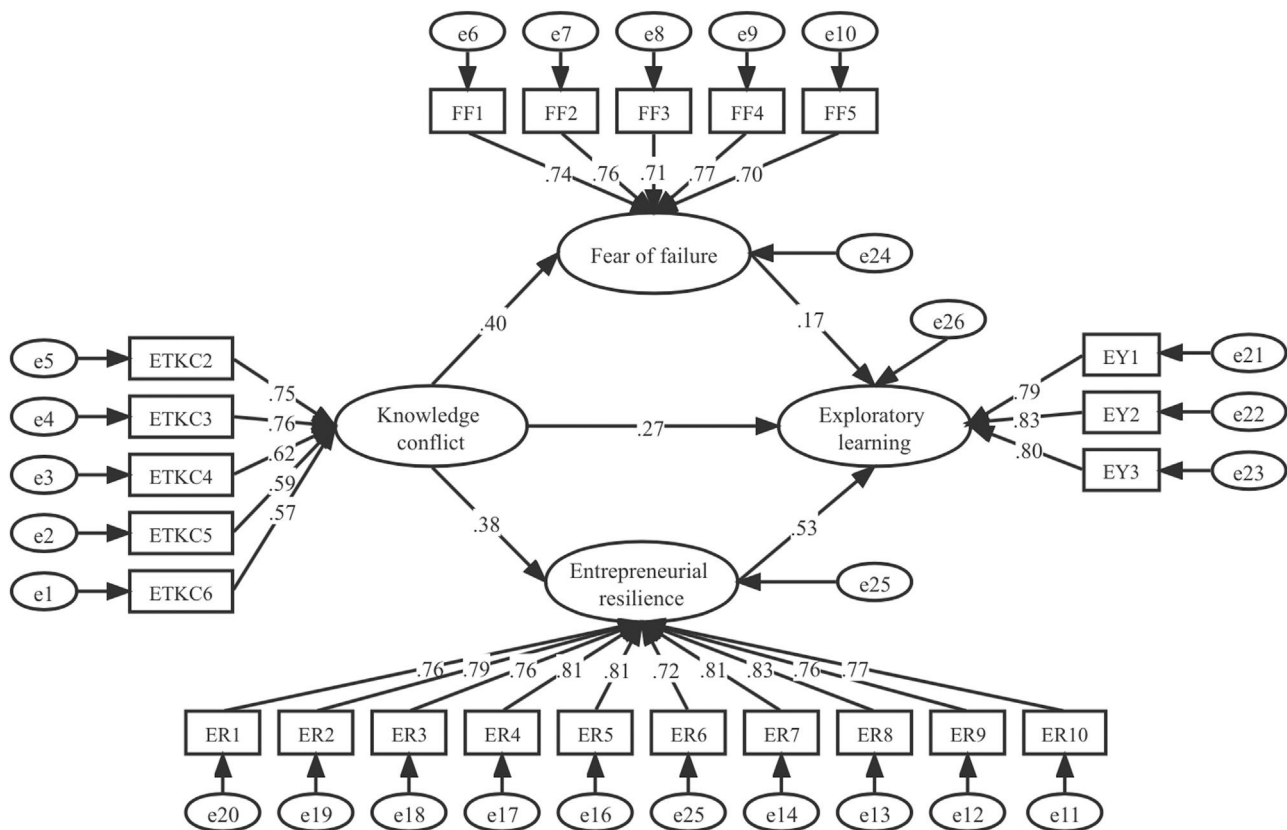 e6 e7 e8 e9 e10
FF1 FF2 FF3 FF4 FF5
.74 .76 .71 .77 .70
Fear of failure
e24
.40
.17
e26
e5 ETKC2 .75
e4 ETKC3 .76
e3 ETKC4 .62
e2 ETKC5 .59
e1 ETKC6 .57
Knowledge
conflict
.27
Exploratory
learning
EY1 e21
.79
EY2 e22
.83
EY3 e23
.80
.38
.53
Entrepreneurial
resilience
e25
.76 .79 .76 .81 .81 .72 .81 .83 .76 .77
ER1 ER2 ER3 ER4 ER5 ER6 ER7 ER8 ER9 ER10
e20 e19 e18 e17 e16 e25 e14 e13 e12 e11